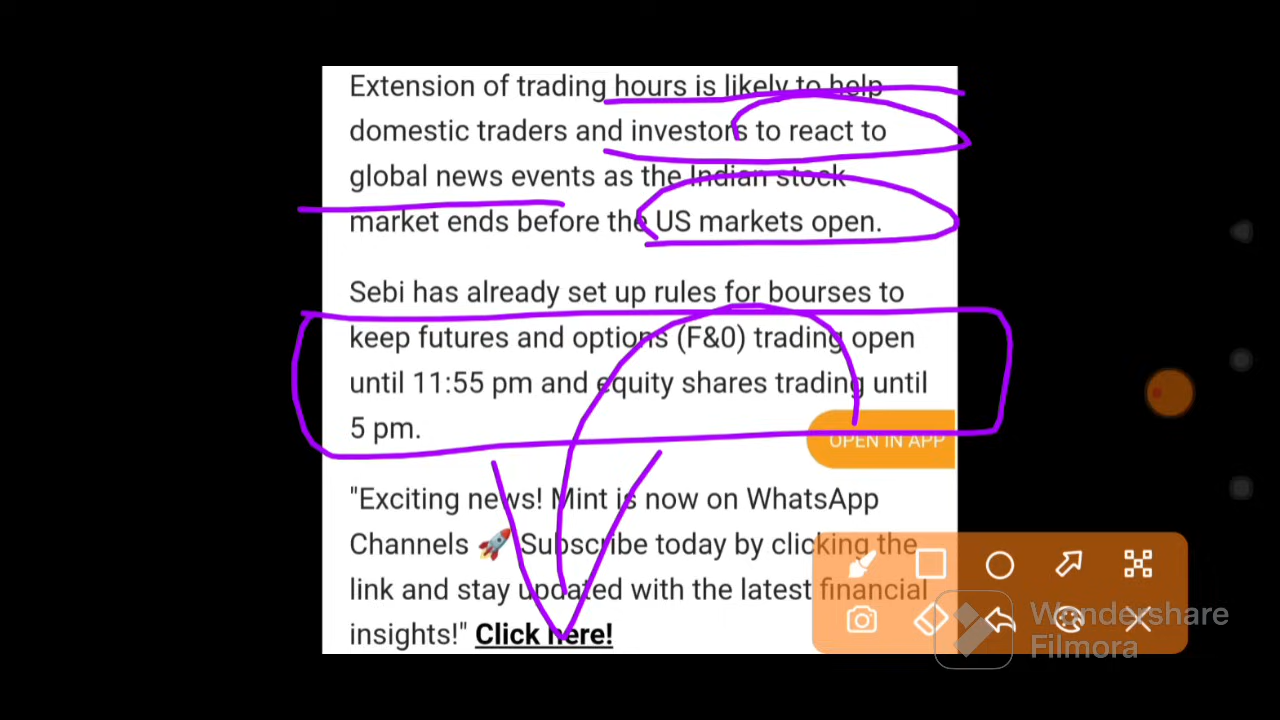 Extension of trading hours is likely to help
domestic traders and investors to react to
global news events as the Indian stock
market ends before the US markets open.
Sebi has already set up rules for bourses to
keep futures and options (F&0) trading open
until 11:55 pm and equity shares trading until
5 pm.
OPEN IN APP
"Exciting news! Mint is now on WhatsApp
Channels 🚀 Subscribe today by clicking the
link and stay updated with the latest financial
insights!" Click here!
Wondershare
Filmora